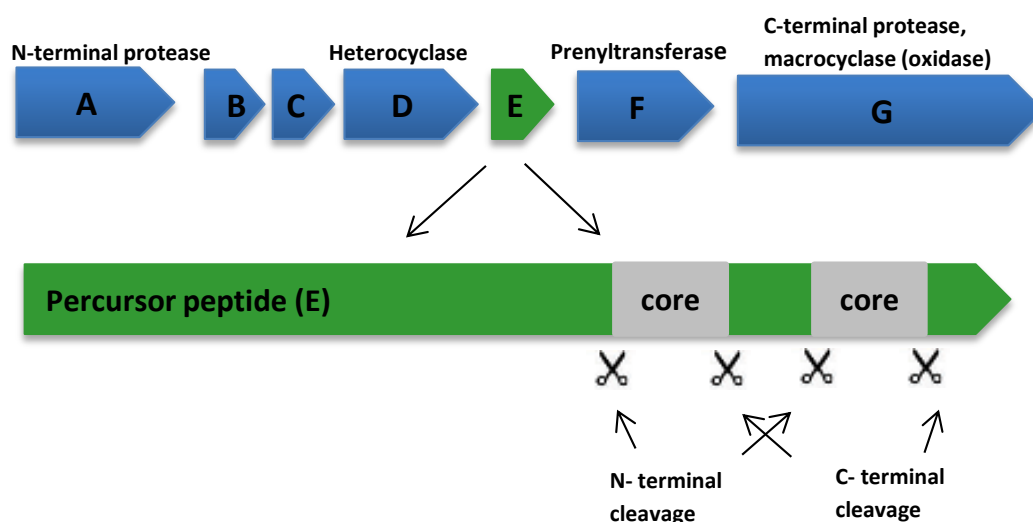 N-terminal protease
Heterocyclase
Prenyltransferase
C-terminal protease,
macrocyclase (oxidase)
A
B
C
D
E
F
G
Percursor peptide (E)
core
core
N- terminal
cleavage
C- terminal
cleavage